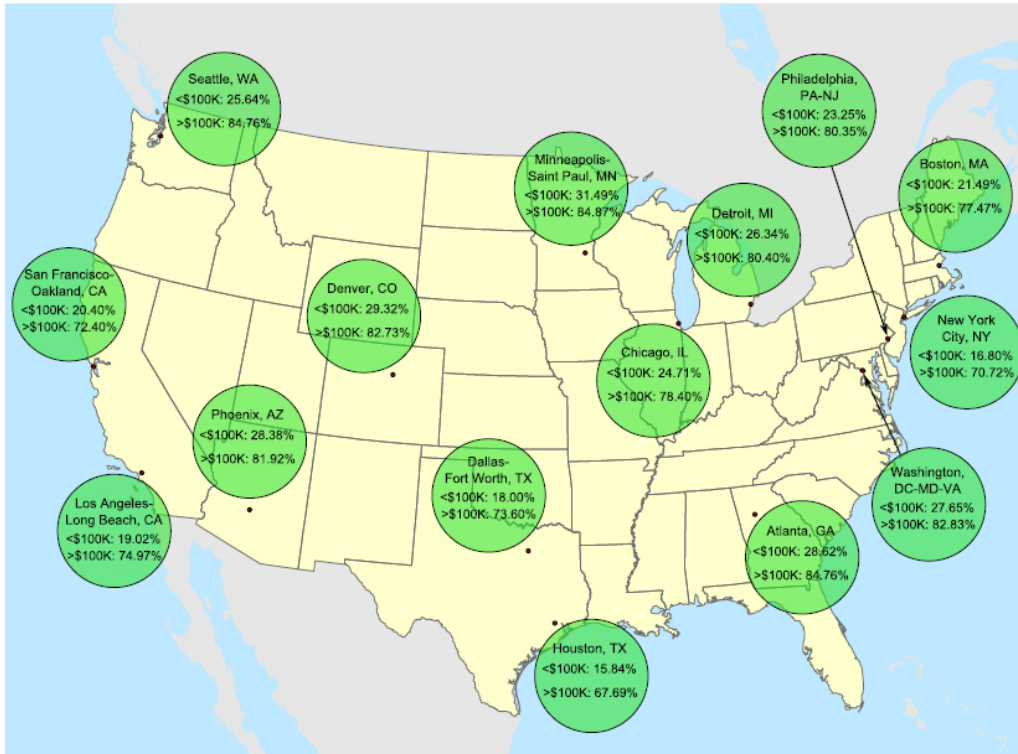 Seattle, WA
<$100K: 25.64%
>$100K: 84.76%
Philadelphia,
PA-NJ
<$100K: 23.25%
>$100K: 80.35%
Minneapolis-
Saint Paul, MN
<$100K: 31.49%
>$100K: 84.87%
Boston, MA
<$100K: 21.49%
>$100K: 77.47%
Detroit, MI
<$100K: 26.34%
>$100K: 80.40%
San Francisco-
Oakland, CA
<$100K: 20.40%
>$100K: 72.40%
Denver, CO
<$100K: 29.32%
>$100K: 82.73%
New York
City, NY
<$100K: 16.80%
>$100K: 70.72%
Chicago, IL
<$100K: 24.71%
>$100K: 78.40%
Phoenix, AZ
<$100K: 28.38%
>$100K: 81.92%
Dallas-
Fort Worth, TX
<$100K: 18.00%
>$100K: 73.60%
Washington,
DC-MD-VA
<$100K: 27.65%
>$100K: 82.83%
Los Angeles-
Long Beach, CA
<$100K: 19.02%
>$100K: 74.97%
Atlanta, GA
<$100K: 28.62%
>$100K: 84.76%
Houston, TX
<$100K: 15.84%
>$100K: 67.69%